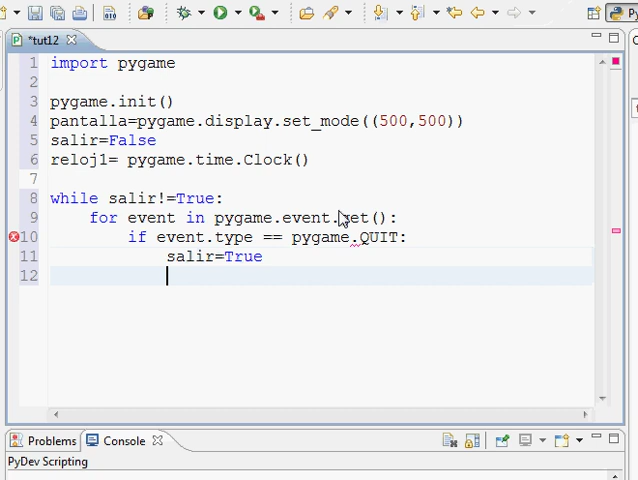 Py
*tut12
1 import pygame
2
3 pygame.init()
4 pantalla=pygame.display.set_mode((500,500))
5 salir=False
6 reloj1= pygame.time.Clock()
7
8 while salir!=True:
9     for event in pygame.event.get():
10         if event.type == pygame.QUIT:
11             salir=True
12
Problems Console
PyDev Scripting